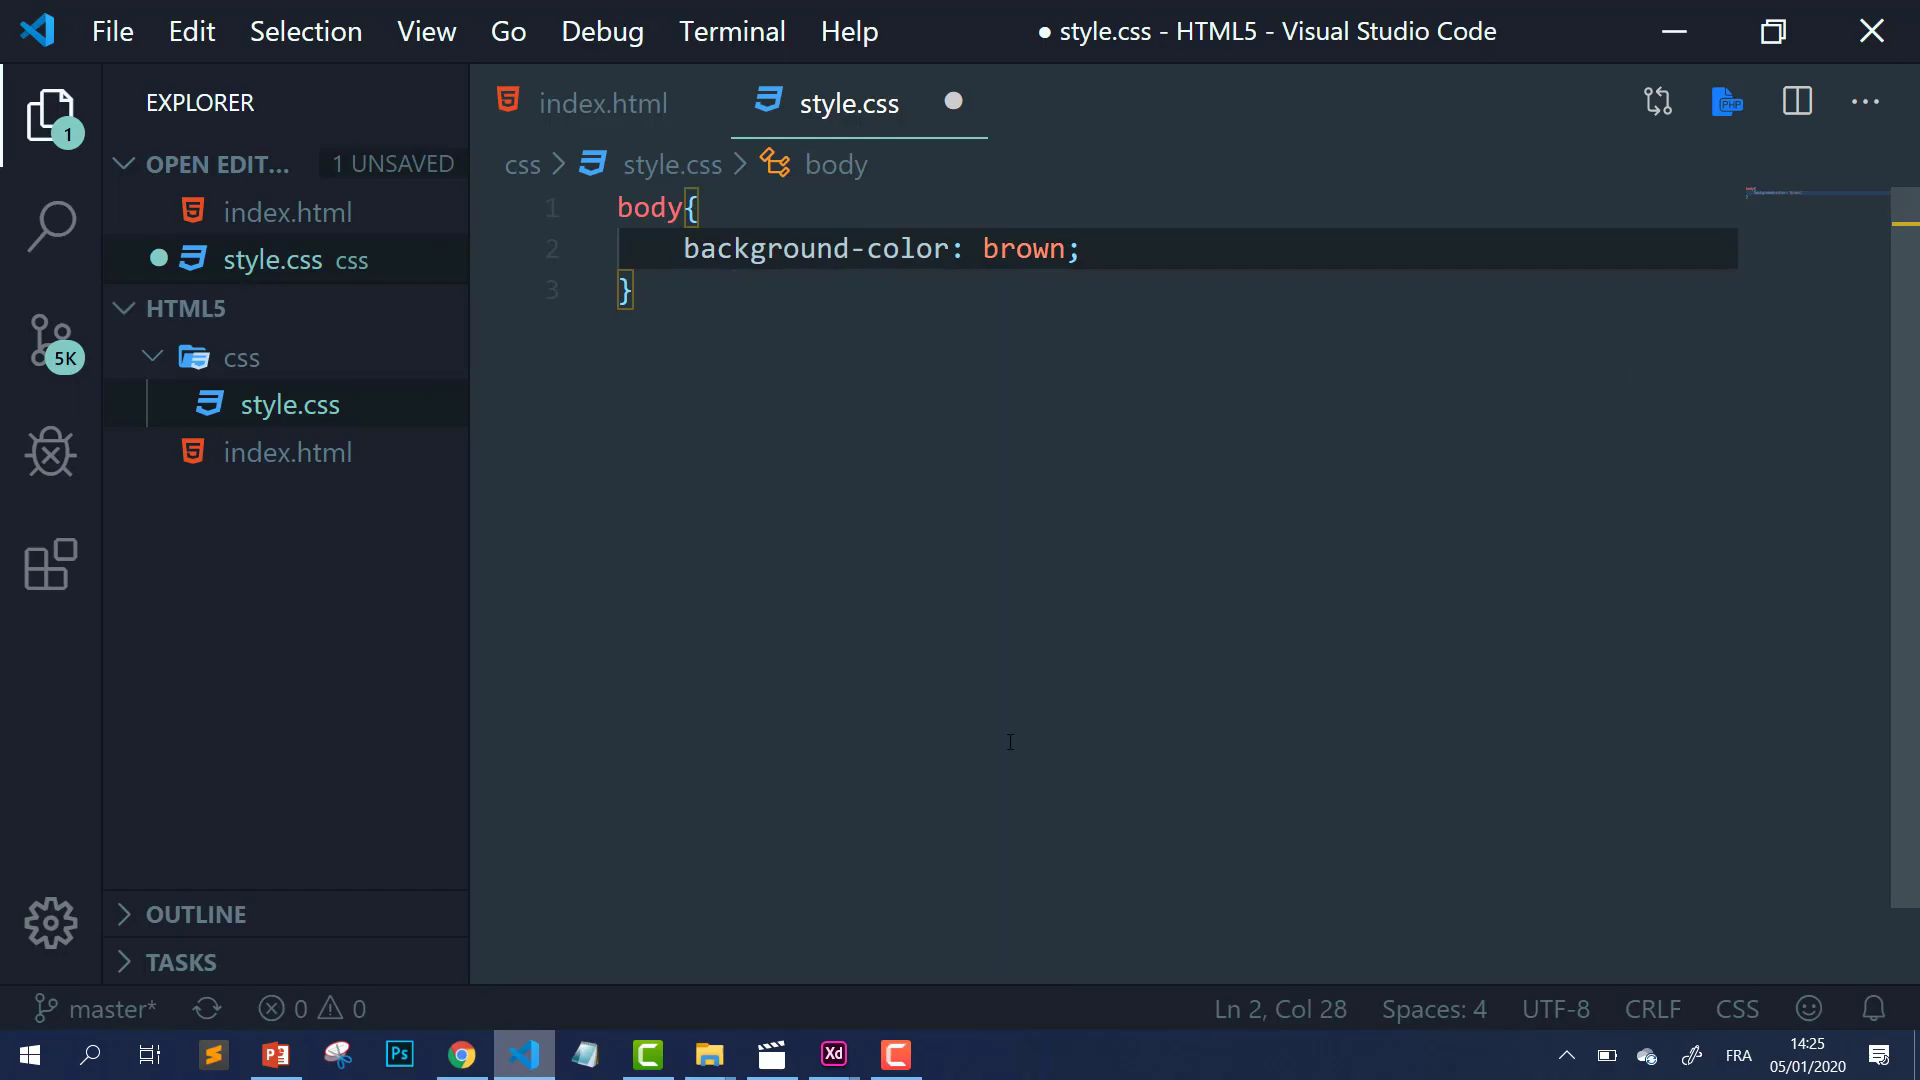 File Edit Selection View Go Debug Terminal Help
● style.css - HTML5 - Visual Studio Code
EXPLORER
1
OPEN EDIT... 1 UNSAVED
index.html
style.css css
HTML5
css
style.css
index.html
5K
OUTLINE
TASKS
index.html style.css
PHP
css > style.css > body
1 body{
2 background-color: brown;
3 }
master* 0 0
Ln 2, Col 28 Spaces: 4 UTF-8 CRLF CSS
Ps
Xd
FRA
14:25
05/01/2020